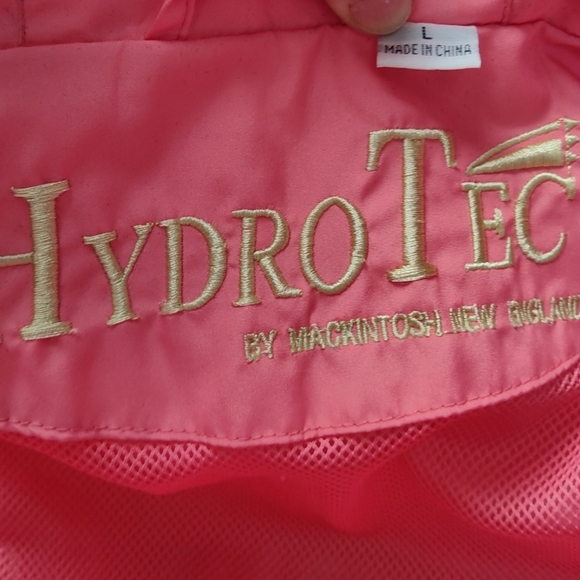 L
MADE IN CHINA
HYDROTEC
BY MACKINTOSH NEW ENGLAND